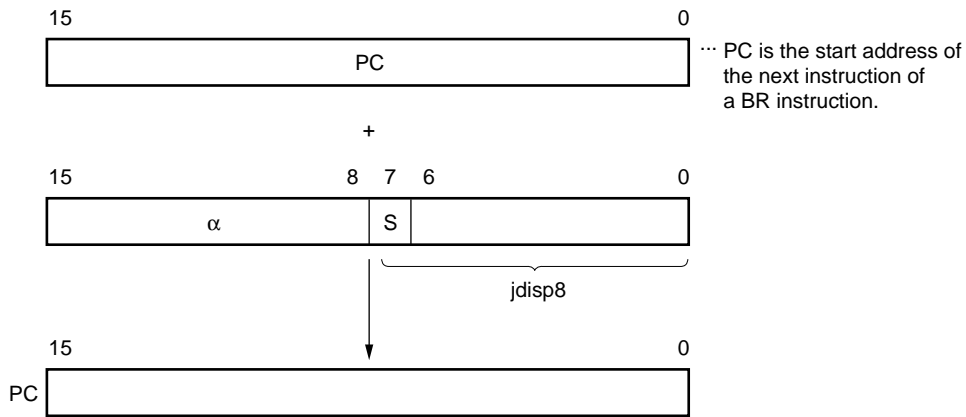 15 0
PC
... PC is the start address of
the next instruction of
a BR instruction.
+
15 8 7 6 0
α S
jdisp8
15 0
PC